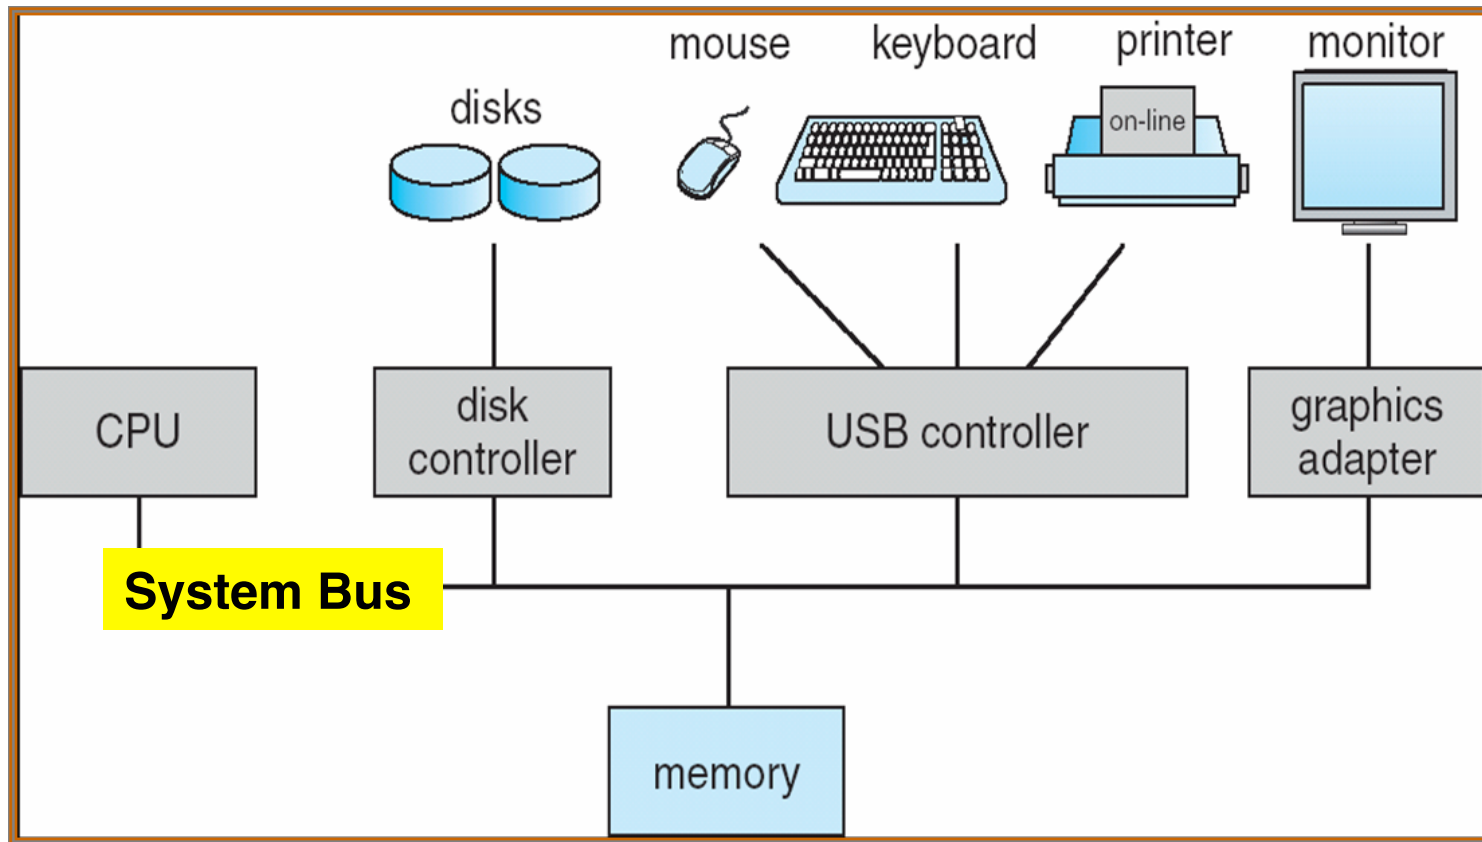 mouse
keyboard
printer
monitor
disks
on-line
CPU
disk
controller
USB controller
graphics
adapter
System Bus
memory